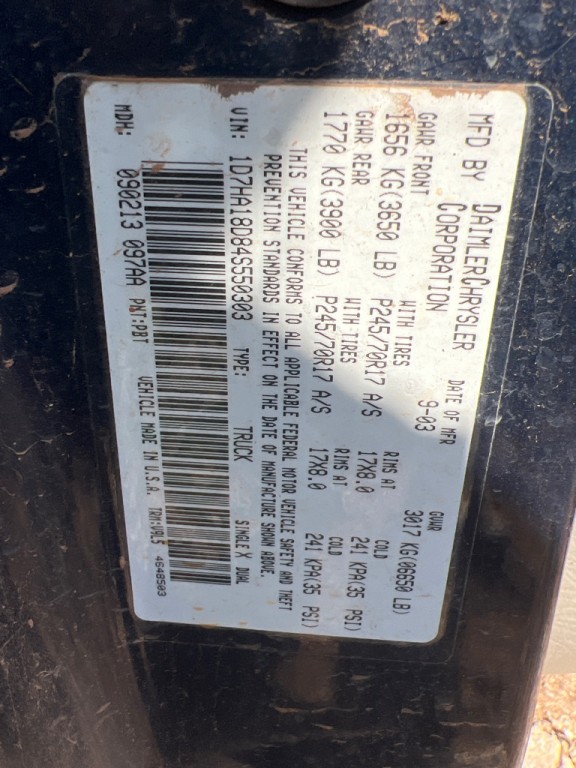 MFD BY DAIMLERCHRYSLER CORPORATION DATE OF MFR 9-03 GVWR 3017 KG(06650 LB)
GAWR FRONT WITH TIRES RIMS AT COLD
1656 KG(3650 LB) P245/70R17 A/S 17X8.0 241 KPA(35 PSI)
GAWR REAR WITH TIRES RIMS AT COLD
1770 KG(3900 LB) P245/70R17 A/S 17X8.0 241 KPA(35 PSI)
THIS VEHICLE CONFORMS TO ALL APPLICABLE FEDERAL MOTOR VEHICLE SAFETY AND THEFT
PREVENTION STANDARDS IN EFFECT ON THE DATE OF MANUFACTURE SHOWN ABOVE.
VIN: 1D7HA18D84S556303 TYPE: TRUCK SINGLE X DUAL
MDH: 090213 097AA PNT:PBT VEHICLE MADE IN U.S.A. 4648503